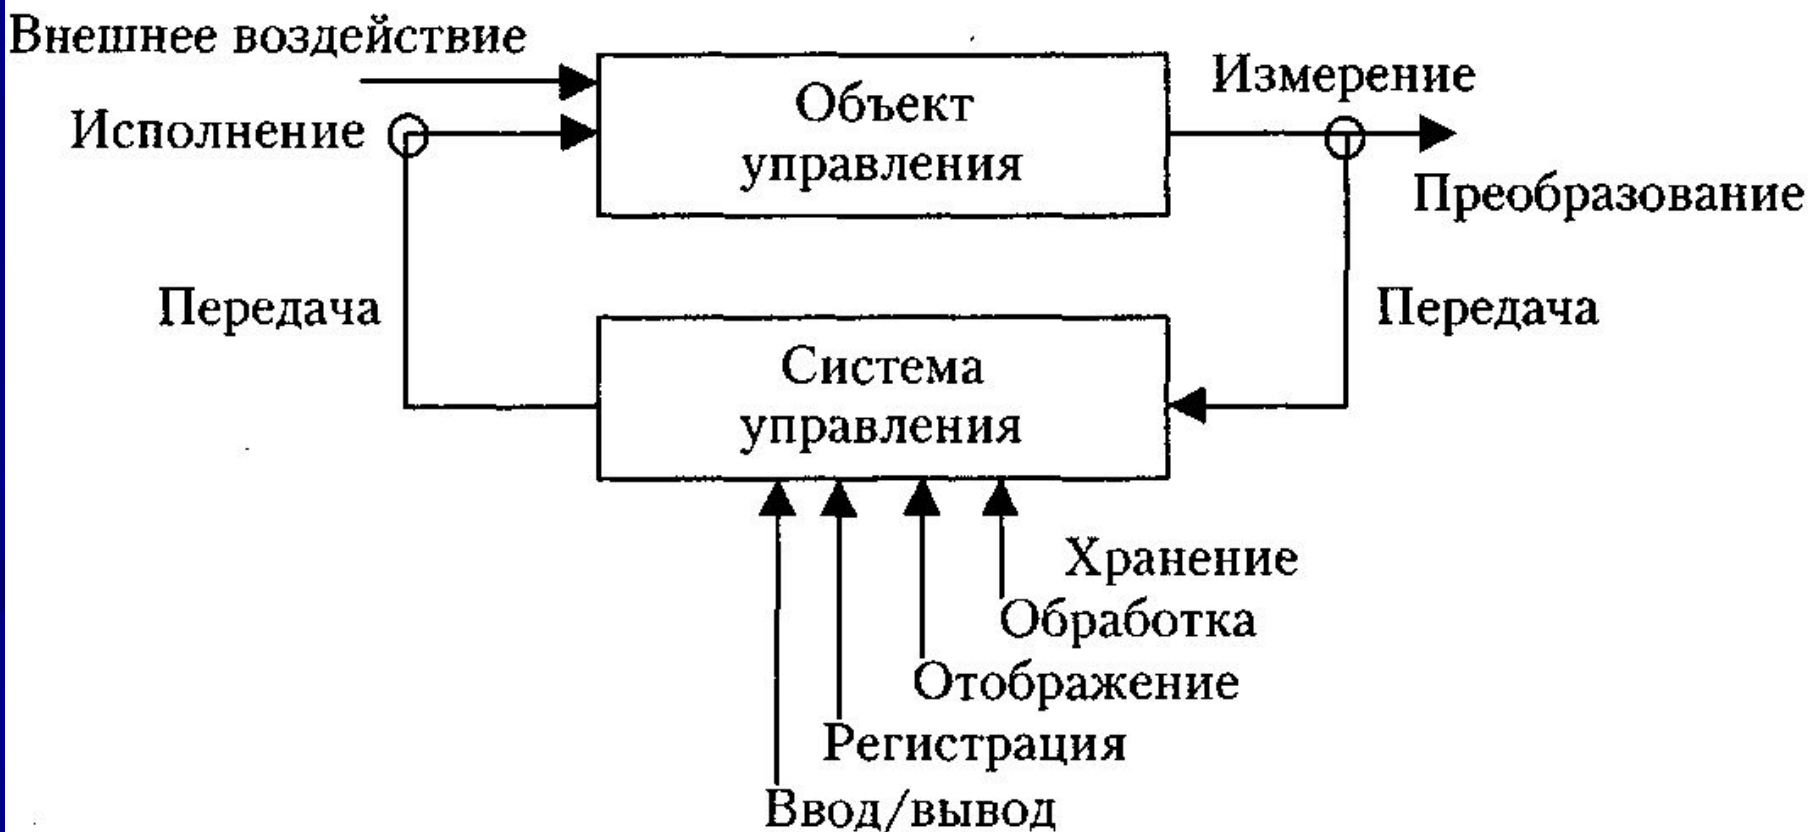 Внешнее воздействие
Исполнение
Объект
управления
Измерение
Преобразование
Передача
Передача
Система
управления
Хранение
Обработка
Отображение
Регистрация
Ввод/вывод